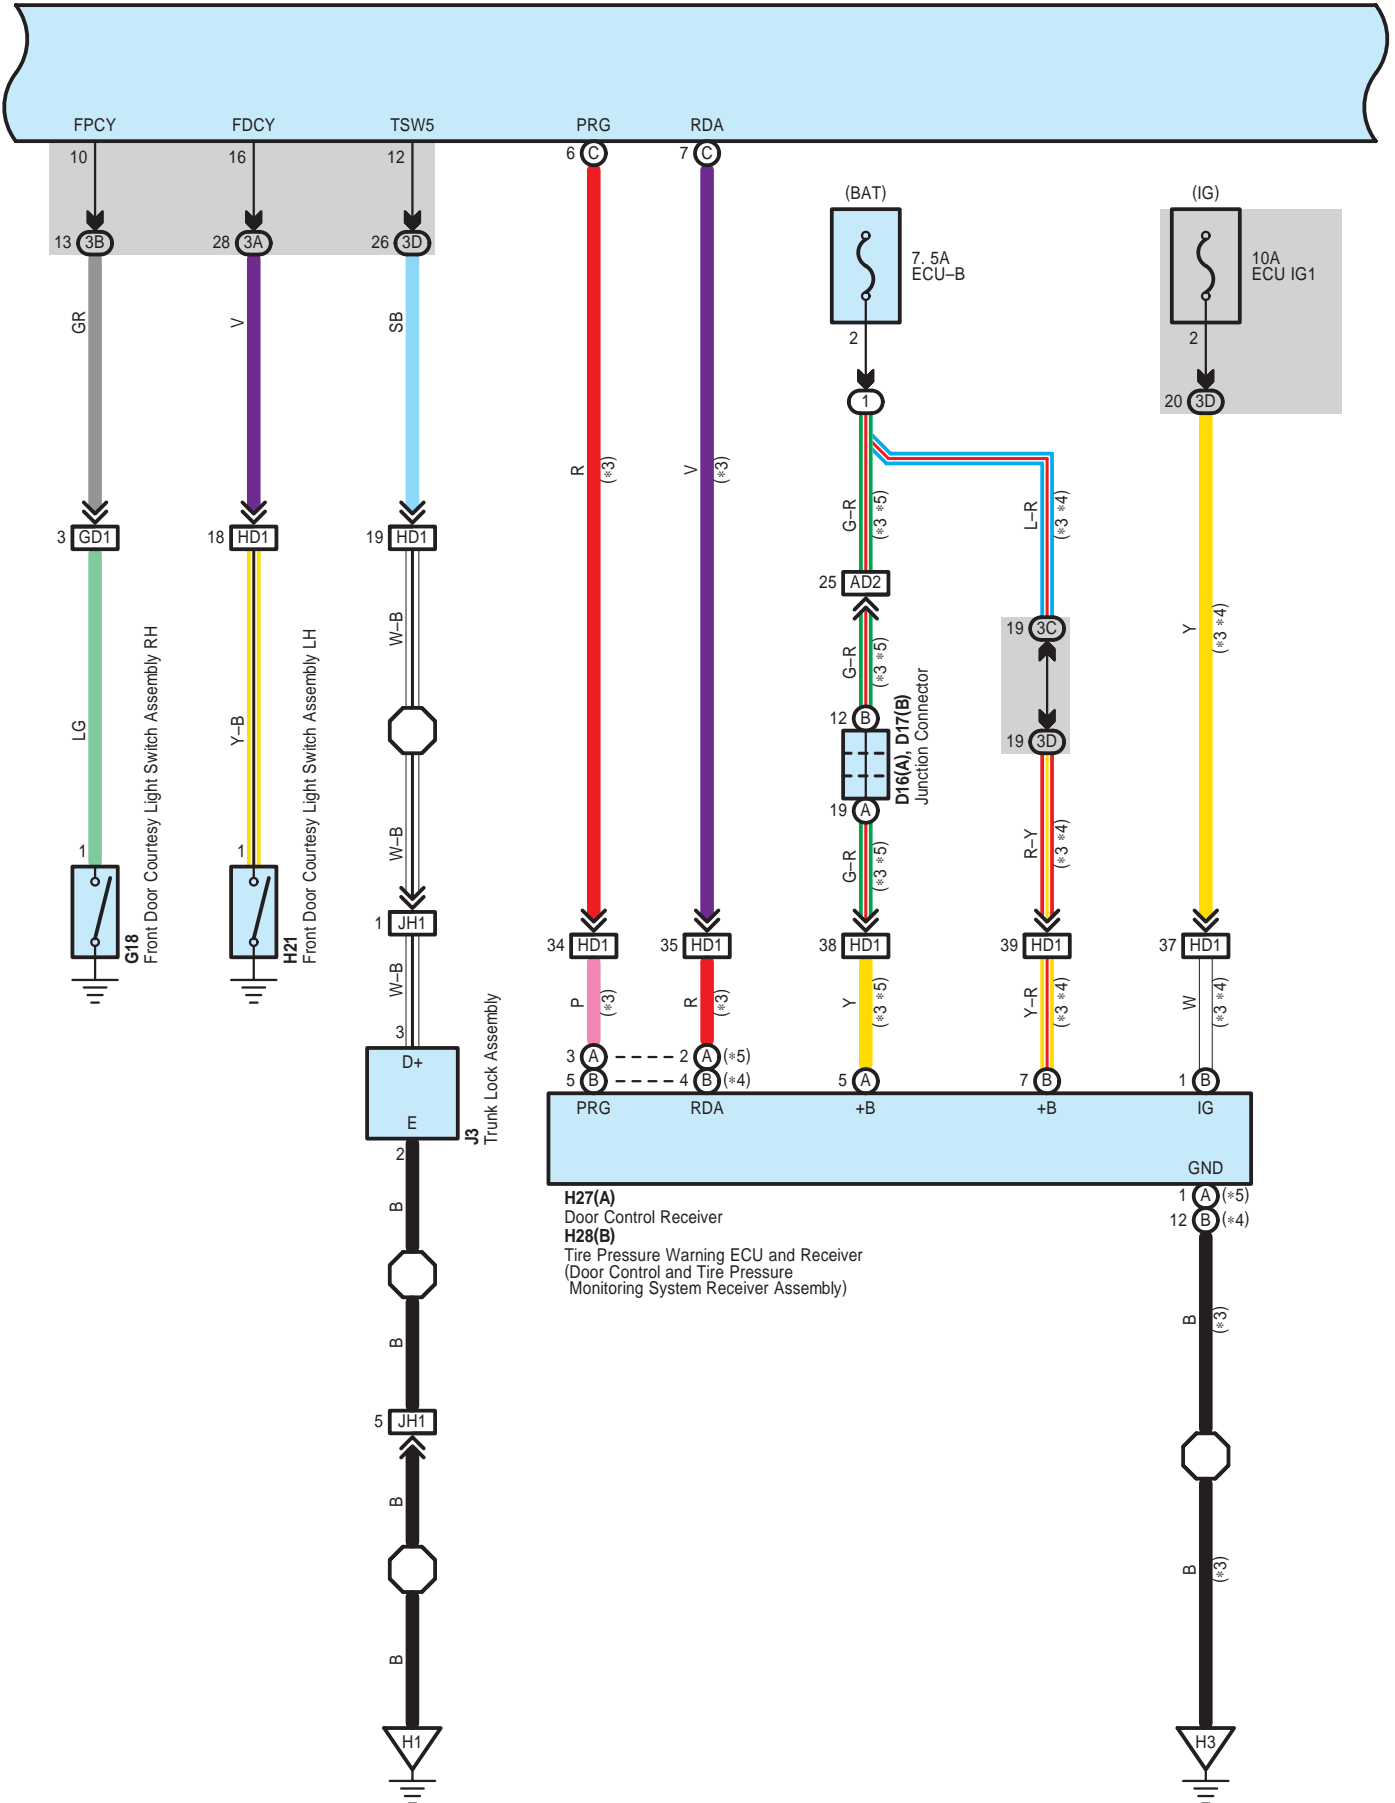 FPCY FDCY TSW5 PRG RDA
10 16 12 6 C 7 C
(BAT) (IG)
13 3B 28 3A 26 3D
7. 5A
ECU–B
10A
ECU IG1
GR V SB
2 2
1 20 3D
R (*3) V (*3)
G–R (*3 *5) L–R (*3 *4)
3 GD1 18 HD1 19 HD1
25 AD2
W–B
19 3C
Y (*3 *4)
G–R (*3 *5)
LG
Front Door Courtesy Light Switch Assembly RH
G18
Y–B
Front Door Courtesy Light Switch Assembly LH
H21
12 B
D16(A), D17(B)
Junction Connector
19 3D
19 A
W–B
1 1
G–R (*3 *5) R–Y (*3 *4)
1 JH1
34 HD1 35 HD1 38 HD1 39 HD1 37 HD1
W–B
P (*3) R (*3) Y (*3 *5) Y–R (*3 *4) W (*3 *4)
3
3 A 2 A (*5)
5 B 4 B (*4) 5 A 7 B 1 B
D+
E
J3
Trunk Lock Assembly
PRG RDA +B +B IG
GND
2
H27(A)
Door Control Receiver
H28(B)
Tire Pressure Warning ECU and Receiver
(Door Control and Tire Pressure
Monitoring System Receiver Assembly)
1 A (*5)
12 B (*4)
B
B
B (*3)
5 JH1
B
B (*3)
B
H1 H3